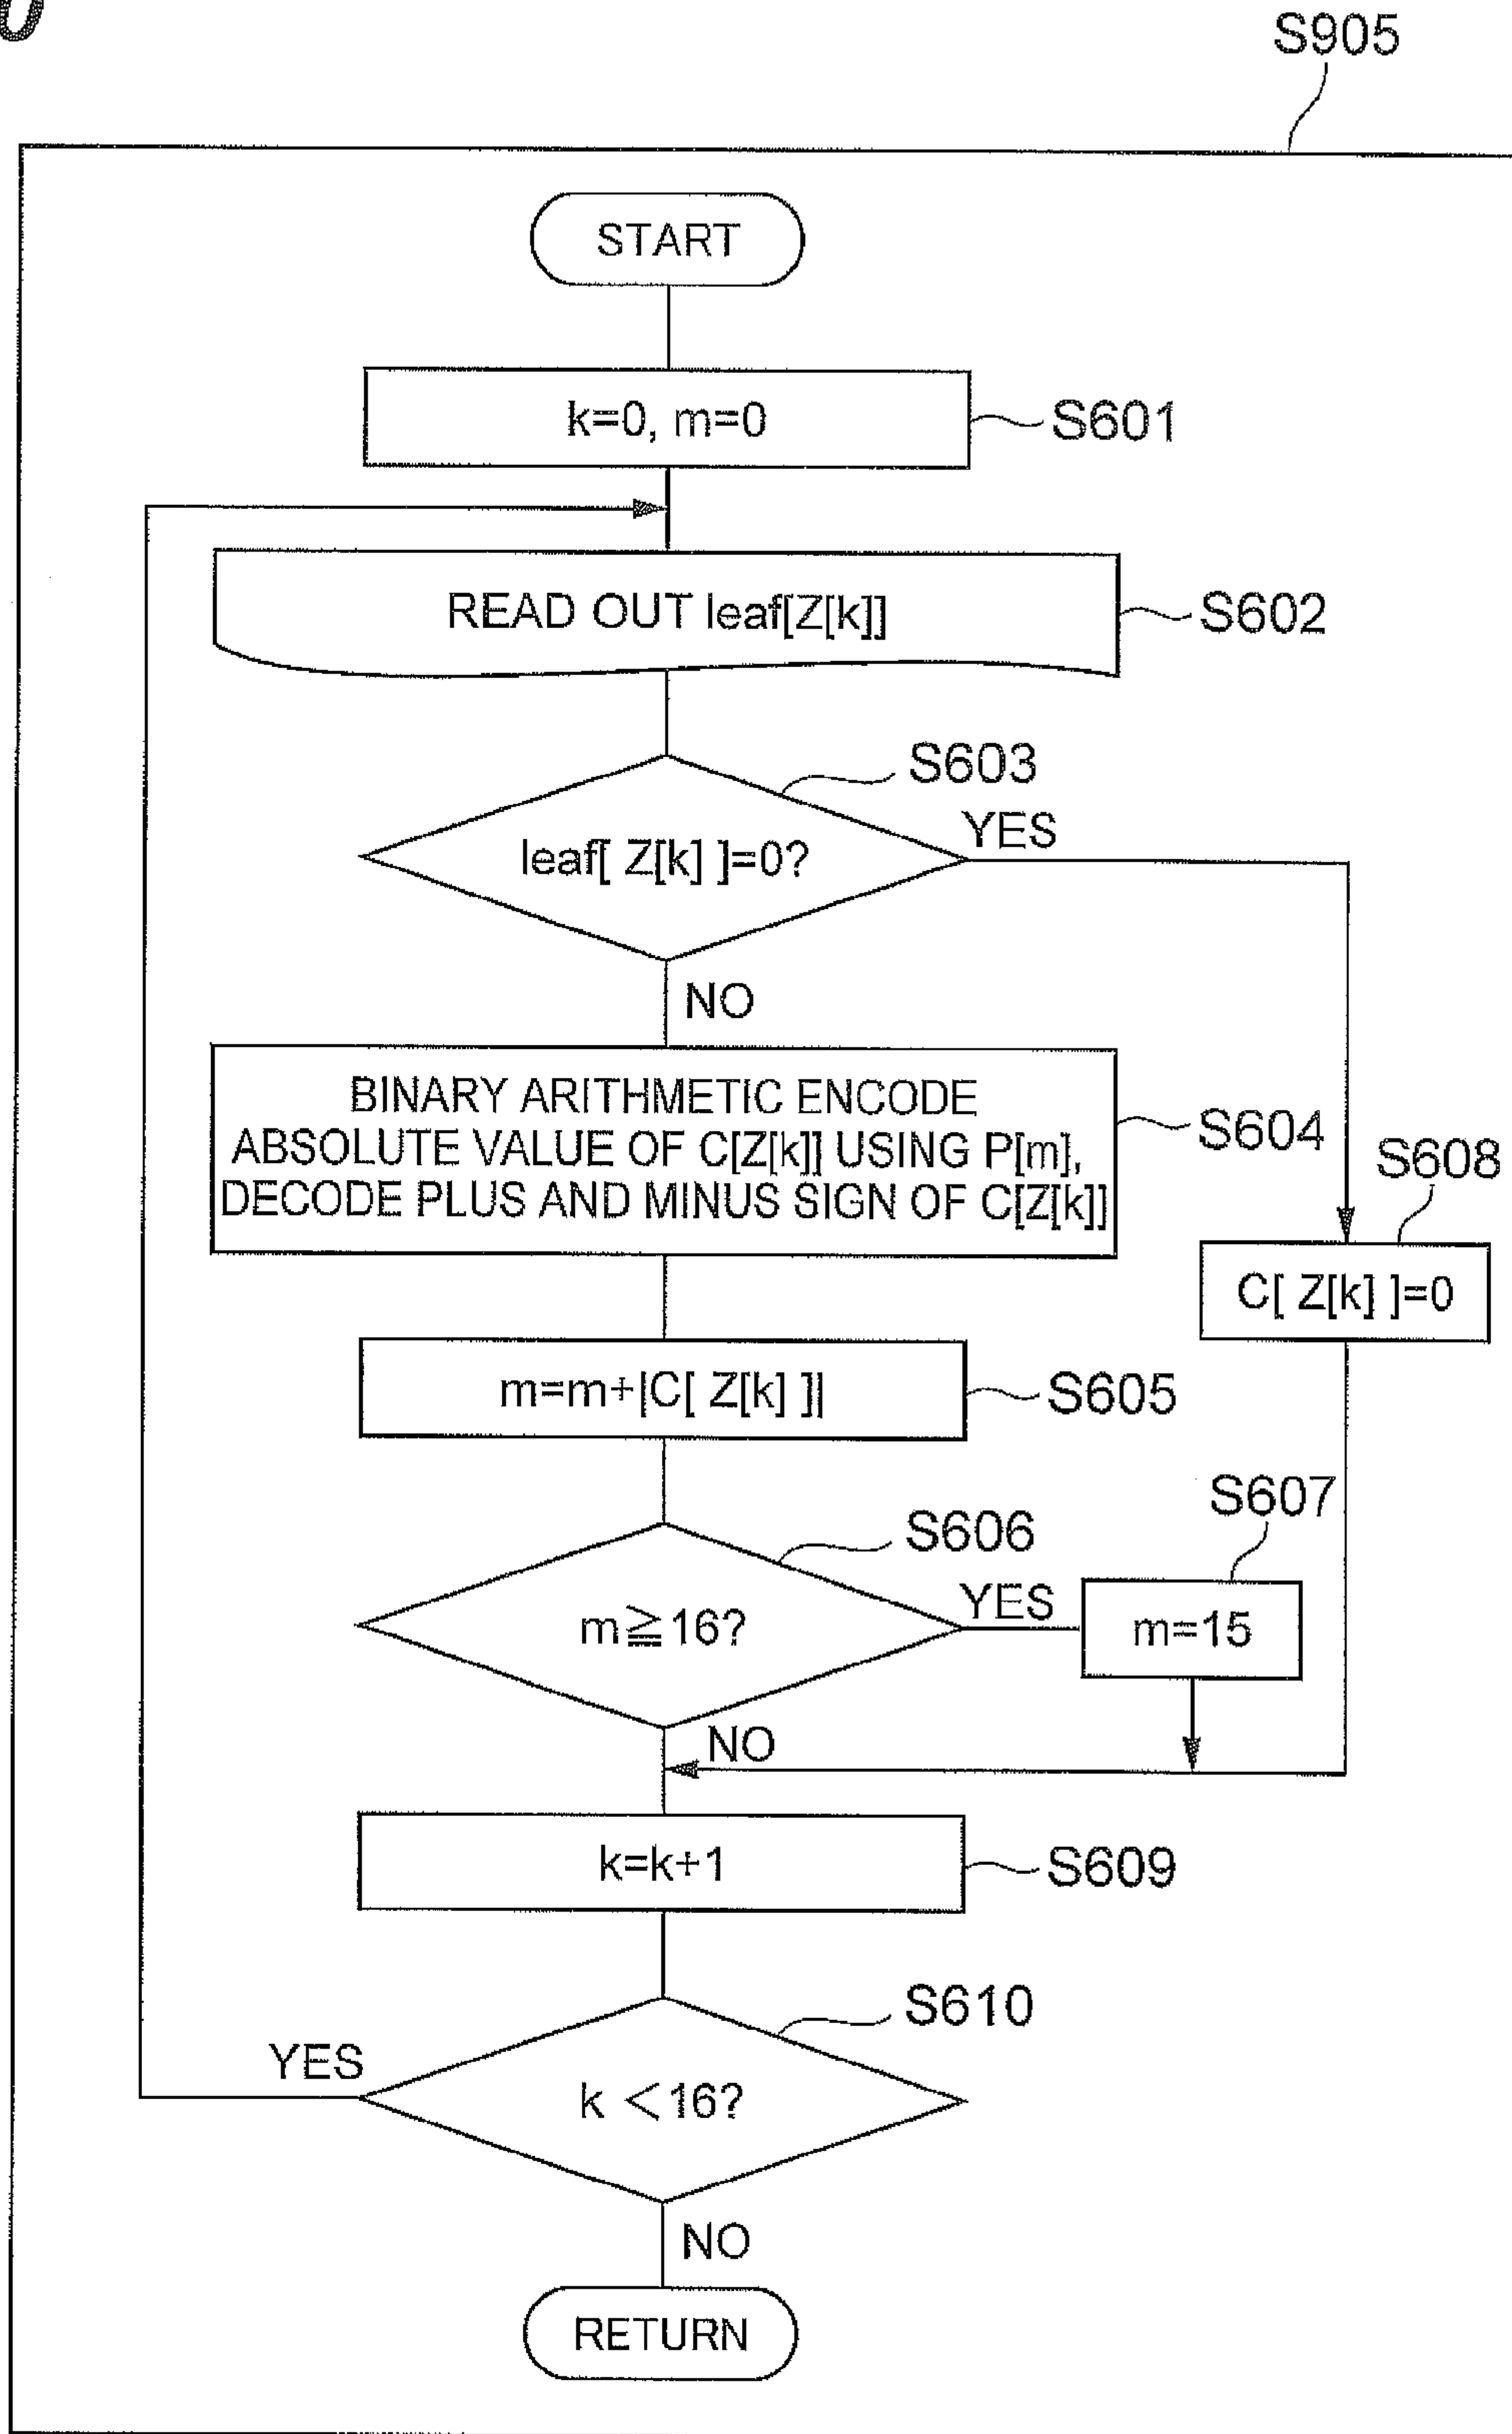 0
S905
START
k=0, m=0
S601
READ OUT leaf[Z[k]]
S602
S603
leaf[ Z[k] ]=0?
YES
NO
BINARY ARITHMETIC ENCODE
ABSOLUTE VALUE OF C[Z[k]] USING P[m],
DECODE PLUS AND MINUS SIGN OF C[Z[k]]
S604
S608
C[ Z[k] ]=0
m=m+|C[ Z[k] ]|
S605
S606
S607
m≧16?
YES
m=15
NO
k=k+1
S609
S610
YES
k <16?
NO
RETURN